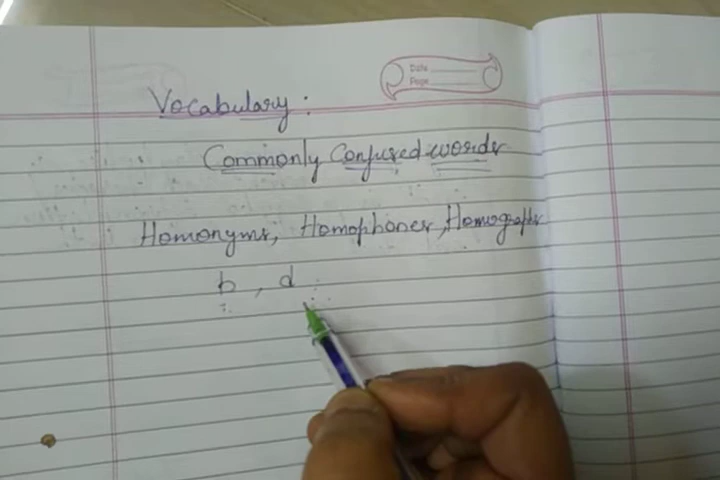 Date
Page
Vocabulary :
Commonly Confused words
Homonyms, Homophones, Homographs
b, d